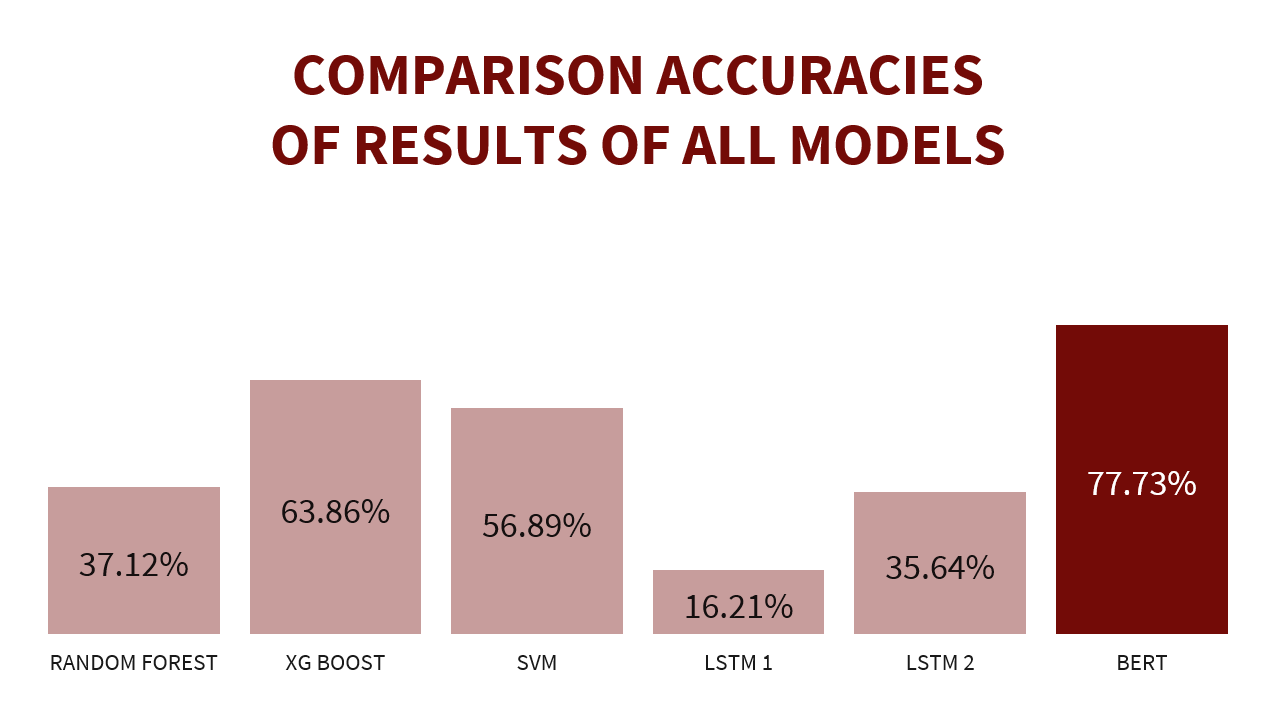 COMPARISON ACCURACIES
OF RESULTS OF ALL MODELS
37.12%
63.86%
56.89%
16.21%
35.64%
77.73%
RANDOM FOREST
XG BOOST
SVM
LSTM 1
LSTM 2
BERT